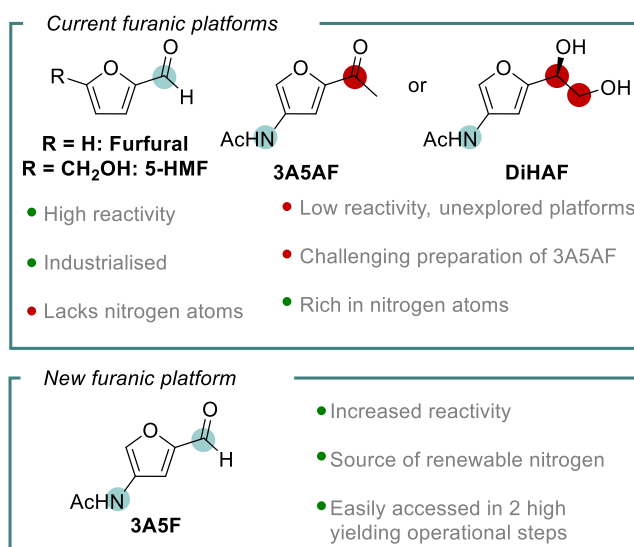 Current furanic platforms
O
O
R
H
O
O
AcHN
or
O
OH
OH
AcHN
R = H: Furfural
R = CH₂OH: 5-HMF
3A5AF
DiHAF
High reactivity
Industrialised
Lacks nitrogen atoms
Low reactivity, unexplored platforms
Challenging preparation of 3A5AF
Rich in nitrogen atoms
New furanic platform
O
O
H
AcHN
3A5F
Increased reactivity
Source of renewable nitrogen
Easily accessed in 2 high
yielding operational steps